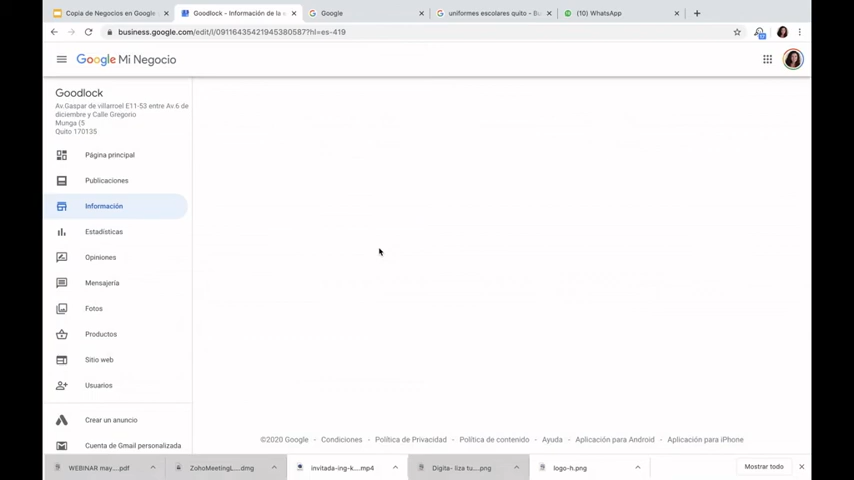 Copia de Negocios en Google
Goodlock - Información de la e
Google
uniformes escolares quito - Bu
(10) WhatsApp
business.google.com/edit/l/09116435421945380587?hl=es-419
Google Mi Negocio
Goodlock
Av.Gaspar de villarroel E11-53 entre Av 6 de
diciembre y Calle Gregorio
Munga (5
Quito 170135
Página principal
Publicaciones
Información
Estadísticas
Opiniones
Mensajería
Fotos
Productos
Sitio web
Usuarios
Crear un anuncio
Cuenta de Gmail personalizada
©2020 Google - Condiciones - Política de Privacidad - Política de contenido - Ayuda - Aplicación para Android - Aplicación para iPhone
WEBINAR may....pdf
ZohoMeetingL....dmg
invitada-ing-k....mp4
Digita- liza tu....png
logo-h.png
Mostrar todo